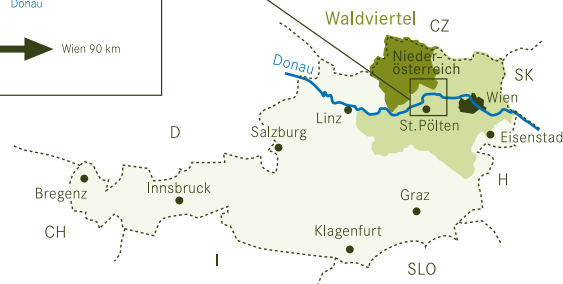 Donau
Wien 90 km
Waldviertel
CZ
Nieder-
österreich
Donau
SK
Wien
Linz
St.Pölten
Eisenstad
D
Salzburg
H
Bregenz
Innsbruck
Graz
CH
Klagenfurt
I
SLO